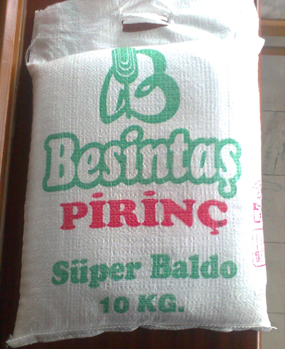 B
Besintaş
PİRİNÇ
Süper Baldo
10 KG.